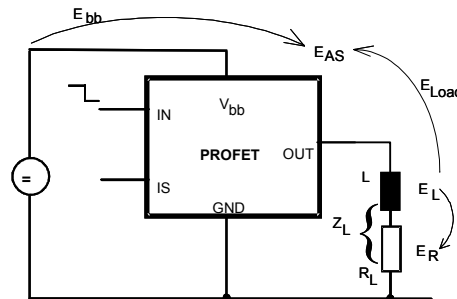 E_bb
E_AS
E_Load
V_bb
IN
PROFET
OUT
IS
GND
=
L
E_L
Z_L
{
R_L
E_R